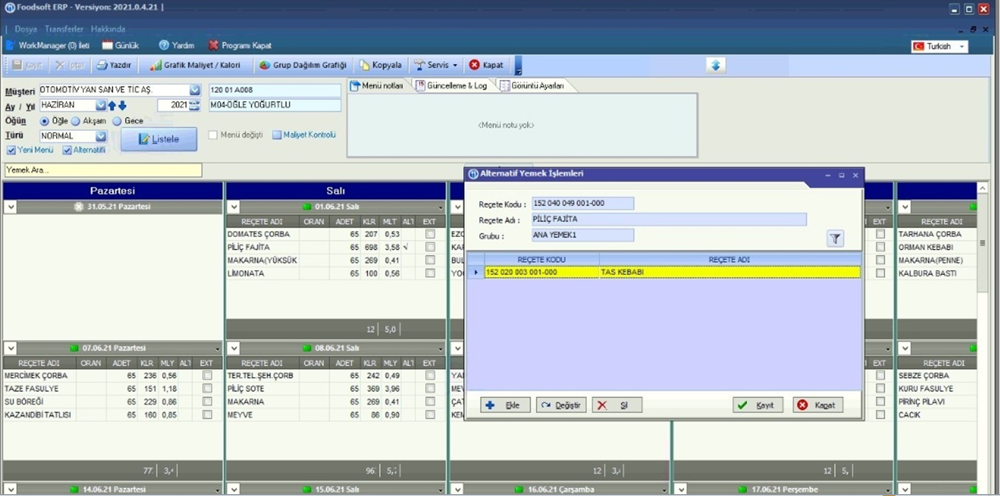 Foodsoft ERP - Versiyon: 2021.0.4.21 |
Dosya Transferler Hakkında
WorkManager (0) İleti Günlük Yardım Programı Kapat Turkish
Kayıt İptal Yazdır Grafik Maliyet / Kalori Grup Dağılım Grafiği Kopyala Servis Kapat
Müşteri OTOMOTİV YAN SAN VE TİC AŞ. 120 01 A008
Ay / Yıl HAZİRAN 2021 M04-ÖĞLE YOĞURTLU
Öğün Öğle Akşam Gece
Türü NORMAL Listele Menü değişti Maliyet Kontrolü
Yeni Menü Alternatifli
Menü notları Güncelleme & Log Görüntü Ayarları
<Menü notu yok>
Yemek Ara...
Pazartesi Salı
31.05.21 Pazartesi 01.06.21 Salı
REÇETE ADI ORAN ADET KLR MLT ALT EXT
DOMATES ÇORBA 65 207 0,53
PİLİÇ FAJİTA 65 698 3,58 √
MAKARNA(YÜKSÜK 65 269 0,41
LİMONATA 65 100 0,56
12 5,0
EZO
KAF
BUL
YO
Alternatif Yemek İşlemleri
Reçete Kodu : 152 040 049 001-000
Reçete Adı : PİLİÇ FAJİTA
Grubu : ANA YEMEK1
REÇETE KODU REÇETE ADI
152 020 003 001-000 TAS KEBABI
Ekle Değiştir Sil Kayıt Kapat
EXT REÇETE ADI
TARHANA ÇORBA
ORMAN KEBABI
MAKARNA(PENNE)
KALBURA BASTI
07.06.21 Pazartesi 08.06.21 Salı
REÇETE ADI ORAN ADET KLR MLY ALT EXT REÇETE ADI ORAN ADET KLR MLY ALT EXT
MERCİMEK ÇORBA 65 236 0,56 TER.TEL.ŞEH.ÇORB 65 242 0,49
TAZE FASULYE 65 151 1,18 PİLİÇ SOTE 65 369 3,96
SU BÖREĞİ 65 229 0,86 MAKARNA 65 269 0,41
KAZANDİBİ TATLISI 65 160 0,85 MEYVE 65 86 0,90
YAY
MEV
ÇAT
KEM
EXT REÇETE ADI
SEBZE ÇORBA
KURU FASULYE
PİRİNÇ PİLAVI
CACIK
77 3, 96 5, 12 3, 12 5,
14.06.21 Pazartesi 15.06.21 Salı 16.06.21 Çarşamba 17.06.21 Perşembe